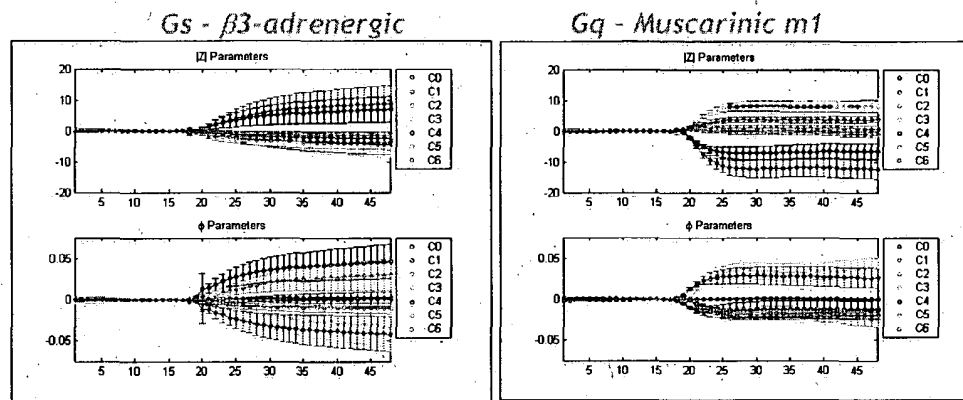 Gs - β3-adrenergic
|Z| Parameters
20
10
0
-10
-20
5 10 15 20 25 30 35 40 45
C0
C1
C2
C3
C4
C5
C6
ϕ Parameters
0.05
0
-0.05
5 10 15 20 25 30 35 40 45
C0
C1
C2
C3
C4
C5
C6
Gq - Muscarinic m1
|Z| Parameters
20
10
0
-10
-20
5 10 15 20 25 30 35 40 45
C0
C1
C2
C3
C4
C5
C6
ϕ Parameters
0.05
0
-0.05
5 10 15 20 25 30 35 40 45
C0
C1
C2
C3
C4
C5
C6